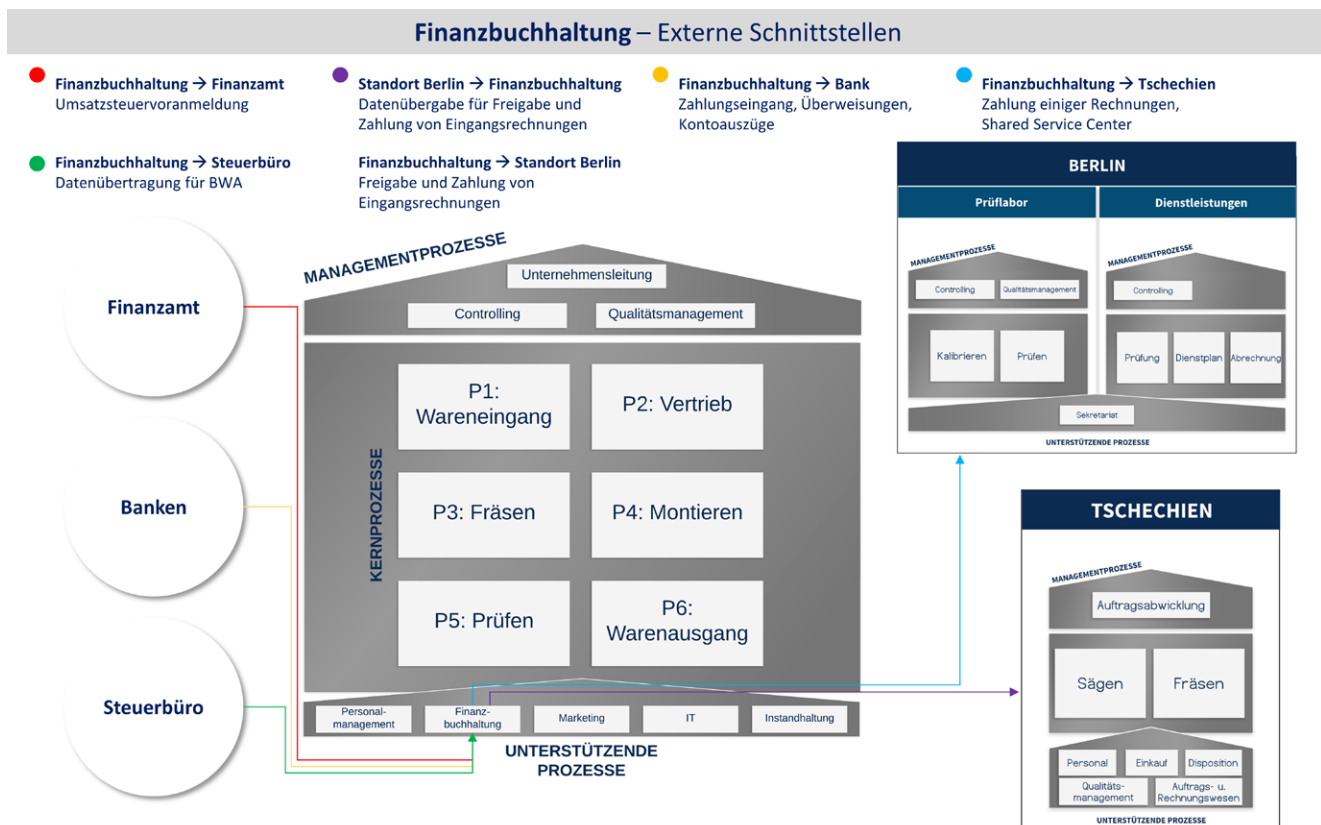 Finanzbuchhaltung – Externe Schnittstellen
Finanzbuchhaltung → Finanzamt
Umsatzsteuervoranmeldung
Standort Berlin → Finanzbuchhaltung
Datenübergabe für Freigabe und
Zahlung von Eingangsrechnungen
Finanzbuchhaltung → Bank
Zahlungseingang, Überweisungen,
Kontoauszüge
Finanzbuchhaltung → Tschechien
Zahlung einiger Rechnungen,
Shared Service Center
Finanzbuchhaltung → Steuerbüro
Datenübertragung für BWA
Finanzbuchhaltung → Standort Berlin
Freigabe und Zahlung von
Eingangsrechnungen
Finanzamt
Banken
Steuerbüro
MANAGEMENTPROZESSE
Unternehmensleitung
Controlling
Qualitätsmanagement
KERNPROZESSE
P1:
Wareneingang
P2: Vertrieb
P3: Fräsen
P4: Montieren
P5: Prüfen
P6:
Warenausgang
Personal-
management
Finanz-
buchhaltung
Marketing
IT
Instandhaltung
UNTERSTÜTZENDE
PROZESSE
BERLIN
Prüflabor
Dienstleistungen
MANAGEMENTPROZESSE
Controlling
Qualitätsmanagement
Kalibrieren
Prüfen
MANAGEMENTPROZESSE
Controlling
Prüfung
Dienstplan
Abrechnung
Sekretariat
UNTERSTÜTZENDE PROZESSE
TSCHECHIEN
MANAGEMENTPROZESSE
Auftragsabwicklung
Sägen
Fräsen
Personal
Einkauf
Disposition
Qualitäts-
management
Auftrags- u.
Rechnungswesen
UNTERSTÜTZENDE PROZESSE